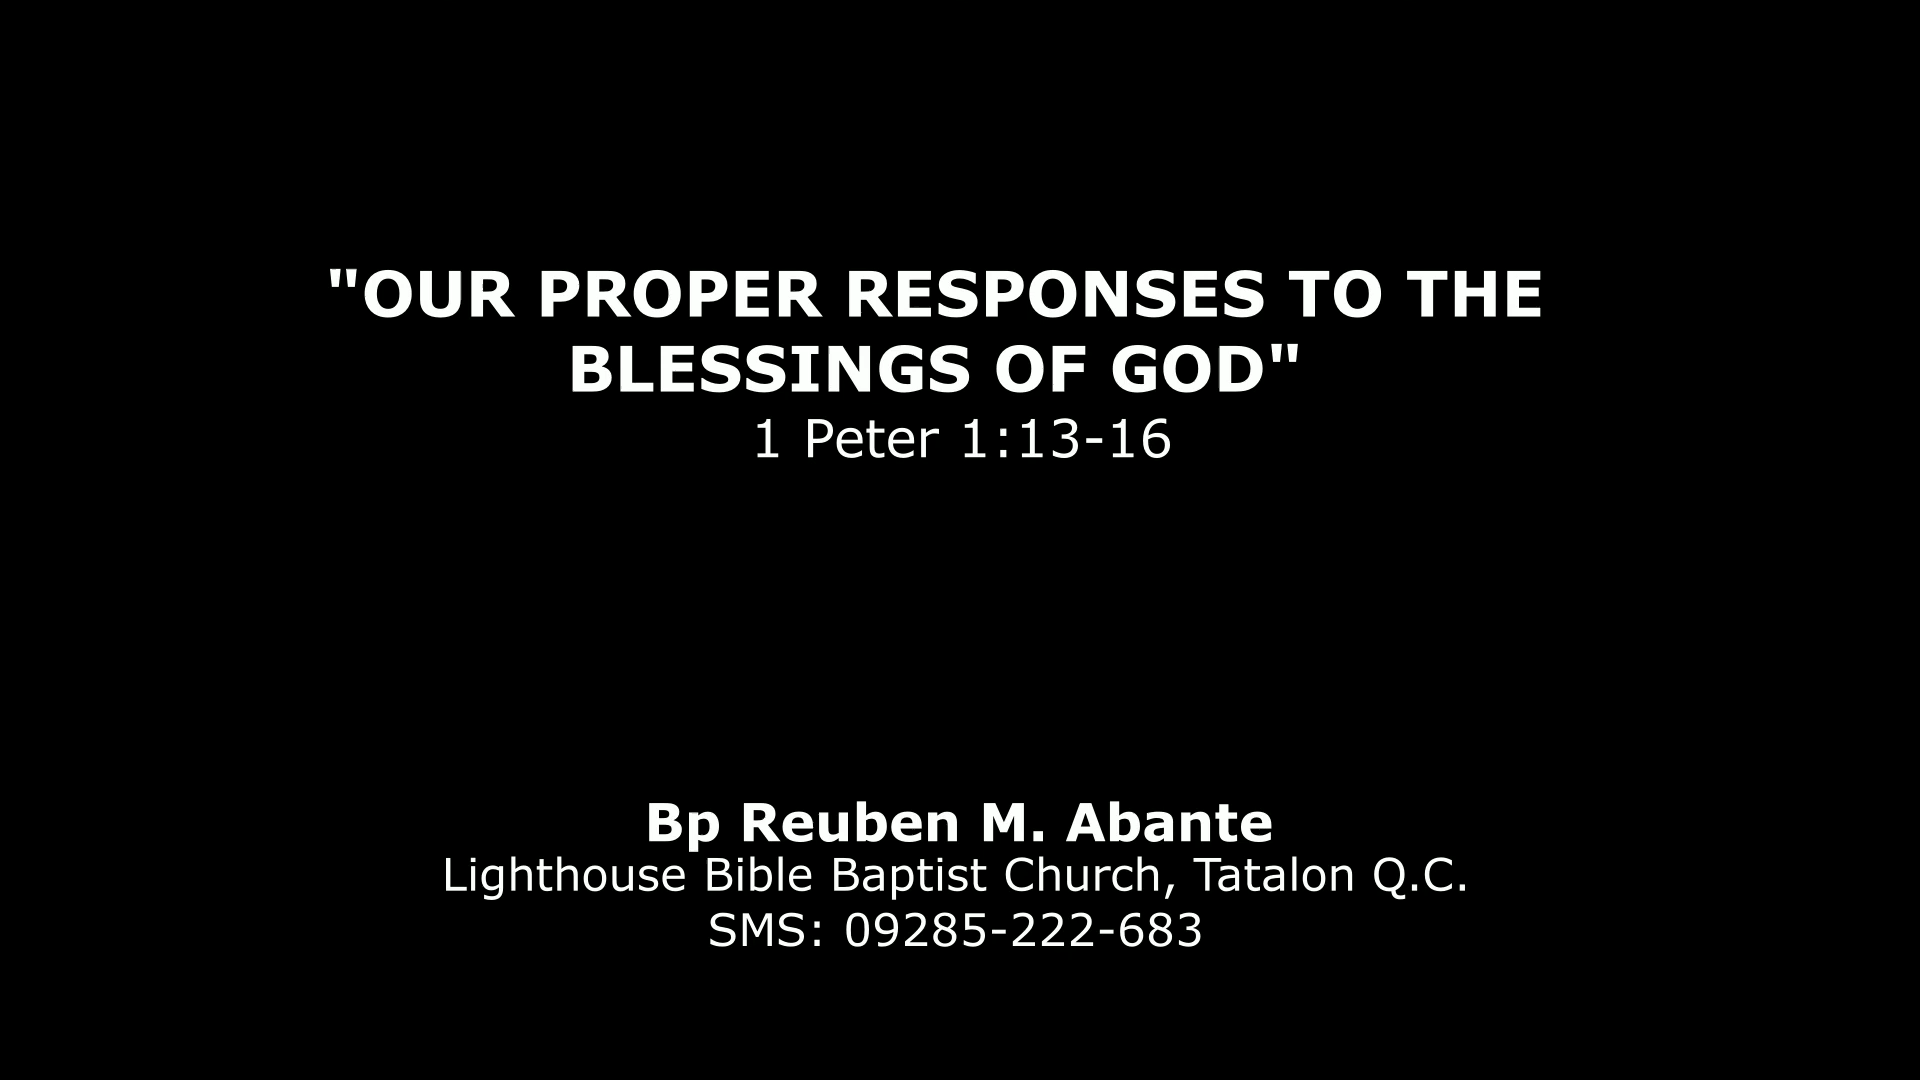 "OUR PROPER RESPONSES TO THE
BLESSINGS OF GOD"
1 Peter 1:13-16
Bp Reuben M. Abante
Lighthouse Bible Baptist Church, Tatalon Q.C.
SMS: 09285-222-683